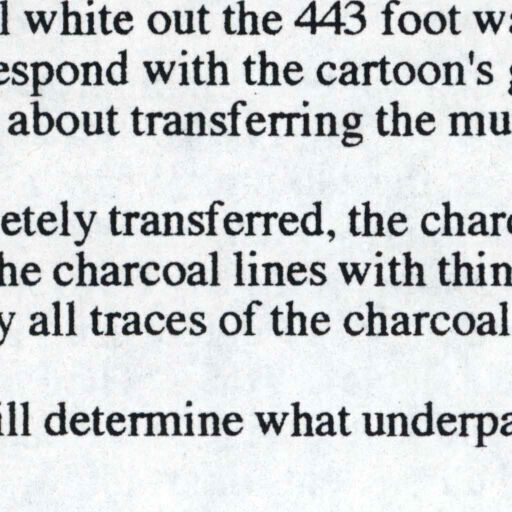 l white out the 443 foot wa
espond with the cartoon's g
about transferring the mu
etely transferred, the charc
he charcoal lines with thin
y all traces of the charcoal
ill determine what underpa